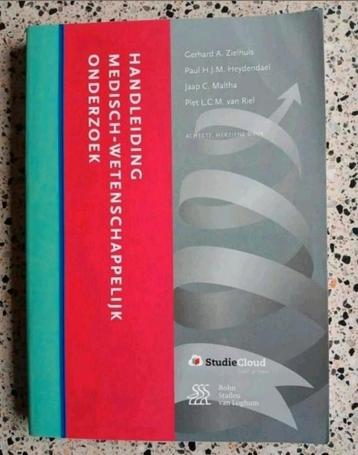 Gerhard A. Zielhuis
Paul H.J.M. Heydendael
Jaap C. Maltha
Piet L.C.M. van Riel
ACHTSTE, HERZIENE DRUK
HANDLEIDING
MEDISCH-WETENSCHAPPELIJK
ONDERZOEK
StudieCloud
Bohn
Stafleu
van Loghum